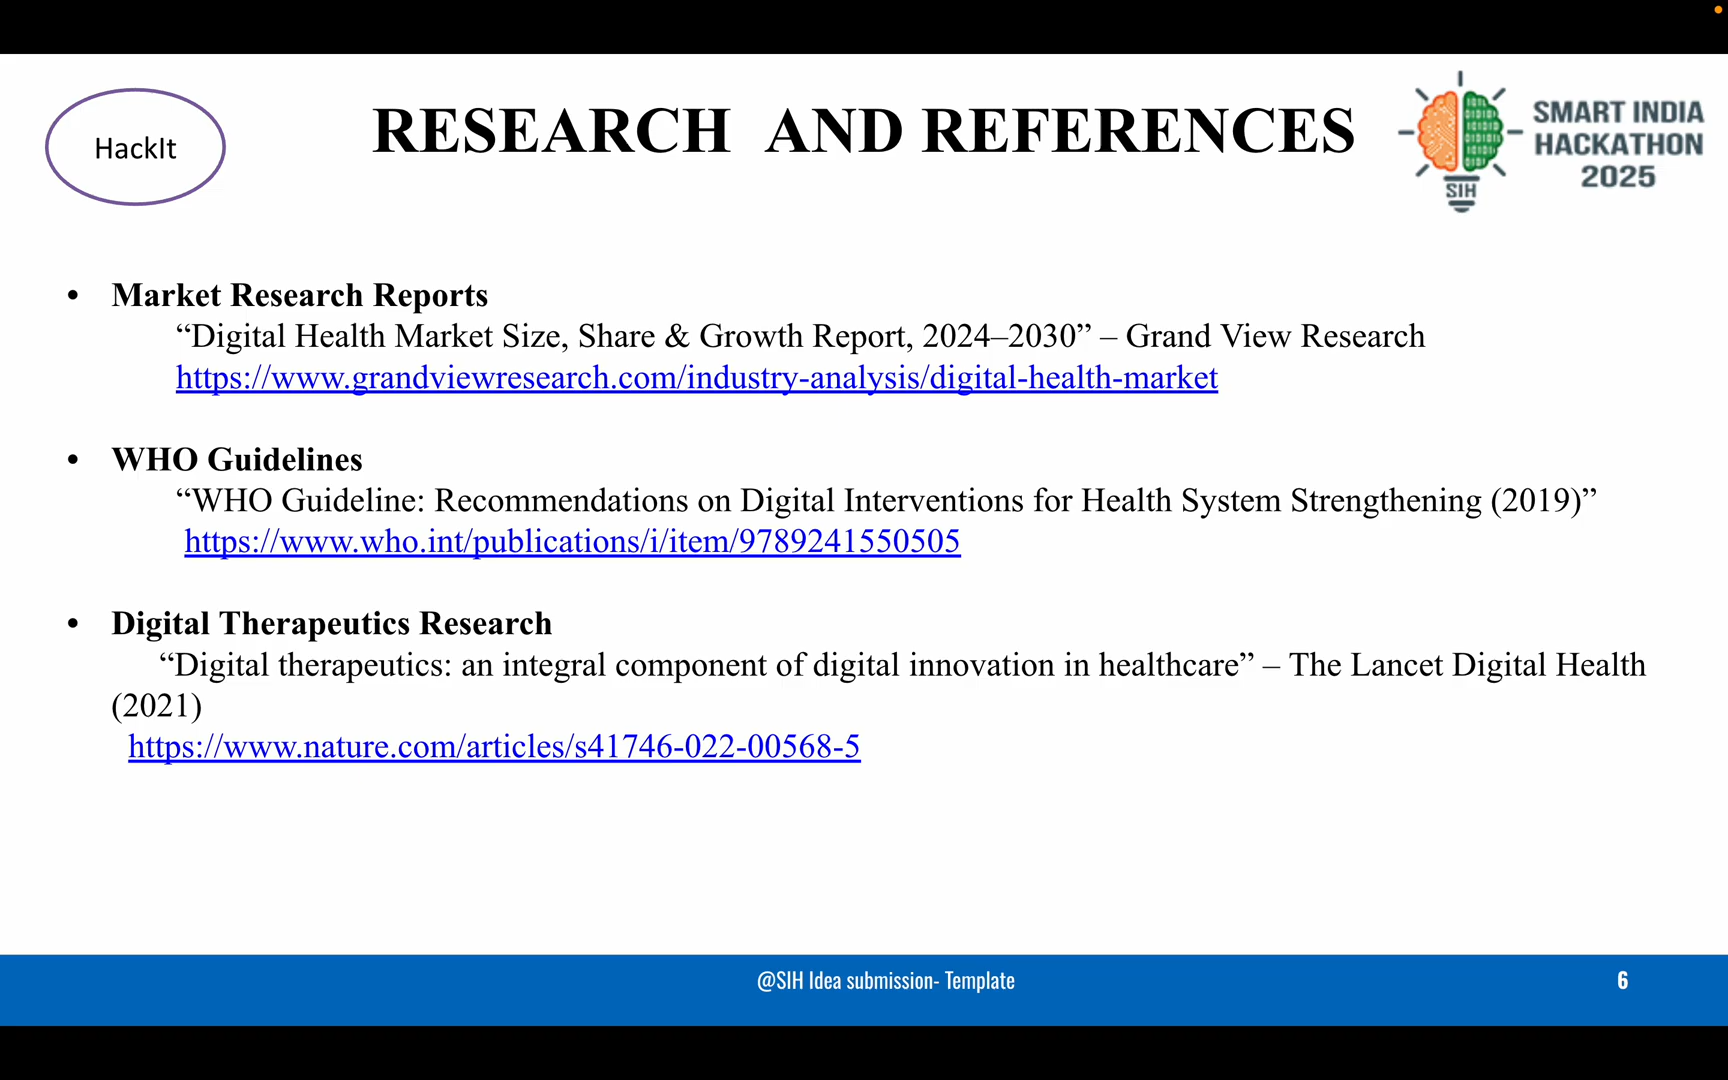 HackIt
RESEARCH AND REFERENCES
SMART INDIA
HACKATHON
2025
SIH
• Market Research Reports
“Digital Health Market Size, Share & Growth Report, 2024–2030” – Grand View Research
https://www.grandviewresearch.com/industry-analysis/digital-health-market
• WHO Guidelines
“WHO Guideline: Recommendations on Digital Interventions for Health System Strengthening (2019)”
https://www.who.int/publications/i/item/9789241550505
• Digital Therapeutics Research
“Digital therapeutics: an integral component of digital innovation in healthcare” – The Lancet Digital Health
(2021)
https://www.nature.com/articles/s41746-022-00568-5
@SIH Idea submission- Template
6